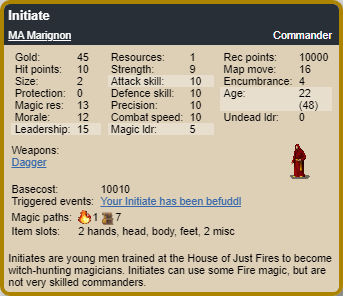 Initiate
MA Marignon Commander
Gold: 45 Resources: 1 Rec points: 10000
Hit points: 10 Strength: 9 Map move: 16
Size: 2 Attack skill: 10 Encumbrance: 4
Protection: 0 Defence skill: 10 Age: 22
Magic res: 13 Precision: 10 (48)
Morale: 12 Combat speed: 10 Undead ldr: 0
Leadership: 15 Magic ldr: 5
Weapons:
Dagger
Basecost: 10010
Triggered events: Your Initiate has been befuddl
Magic paths: 1 7
Item slots: 2 hands, head, body, feet, 2 misc
Initiates are young men trained at the House of Just Fires to become
witch-hunting magicians. Initiates can use some Fire magic, but are
not very skilled commanders.